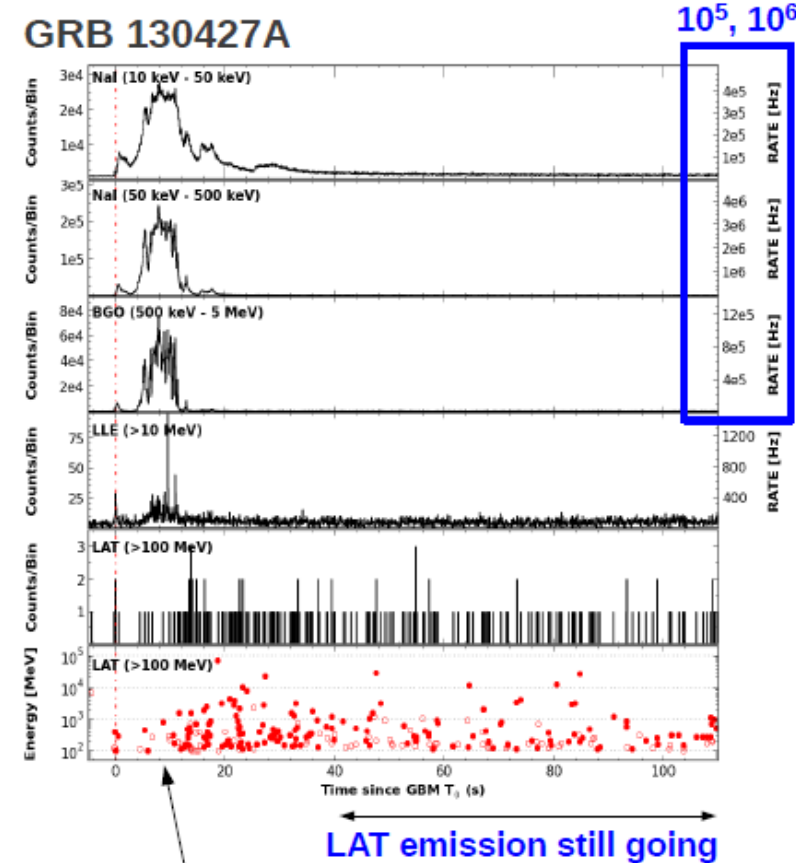 10⁵, 10⁶
GRB 130427A
NaI (10 keV - 50 keV)
Counts/Bin
3e4
2e4
1e4
4e5
3e5
2e5
1e5
RATE [Hz]
NaI (50 keV - 500 keV)
Counts/Bin
3e5
2e5
1e5
4e6
3e6
2e6
1e6
RATE [Hz]
BGO (500 keV - 5 MeV)
Counts/Bin
8e4
6e4
4e4
2e4
12e5
8e5
4e5
RATE [Hz]
LLE (>10 MeV)
Counts/Bin
75
50
25
1200
800
400
RATE [Hz]
LAT (>100 MeV)
Counts/Bin
3
2
1
LAT (>100 MeV)
Energy [MeV]
10⁵
10⁴
10³
10²
0 20 40 60 80 100
Time since GBM T₀ (s)
LAT emission still going